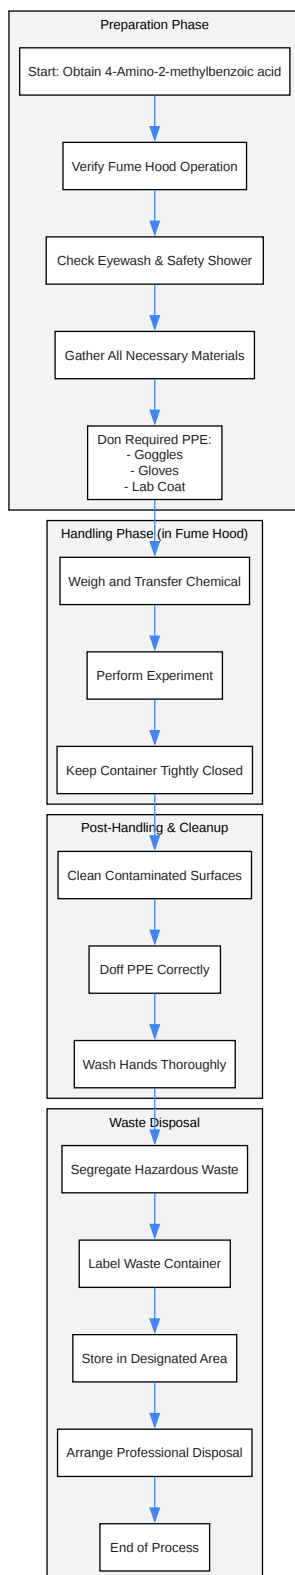 Preparation Phase
Start: Obtain 4-Amino-2-methylbenzoic acid
Verify Fume Hood Operation
Check Eyewash & Safety Shower
Gather All Necessary Materials
Don Required PPE:
- Goggles
- Gloves
- Lab Coat
Handling Phase (in Fume Hood)
Weigh and Transfer Chemical
Perform Experiment
Keep Container Tightly Closed
Post-Handling & Cleanup
Clean Contaminated Surfaces
Doff PPE Correctly
Wash Hands Thoroughly
Waste Disposal
Segregate Hazardous Waste
Label Waste Container
Store in Designated Area
Arrange Professional Disposal
End of Process